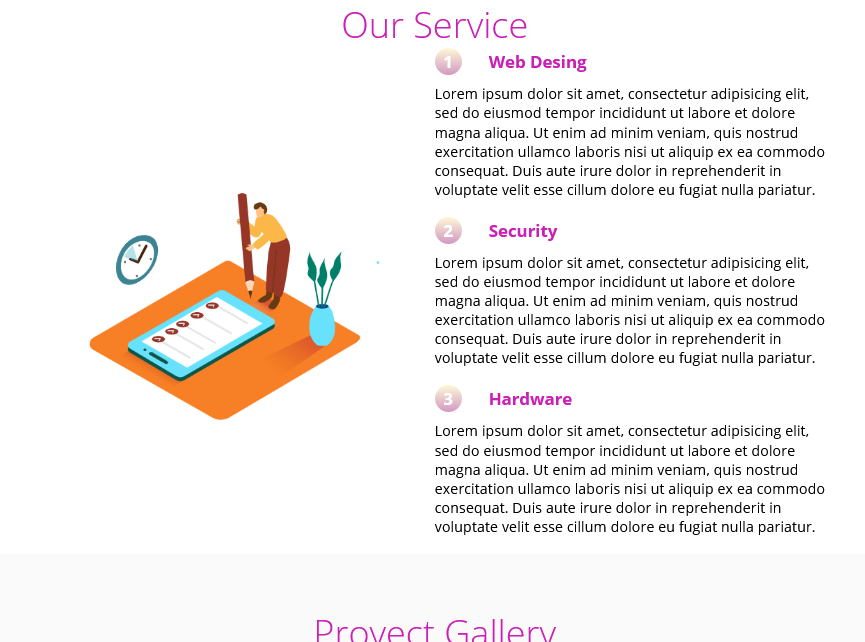 Our Service
1 Web Desing
Lorem ipsum dolor sit amet, consectetur adipisicing elit,
sed do eiusmod tempor incididunt ut labore et dolore
magna aliqua. Ut enim ad minim veniam, quis nostrud
exercitation ullamco laboris nisi ut aliquip ex ea commodo
consequat. Duis aute irure dolor in reprehenderit in
voluptate velit esse cillum dolore eu fugiat nulla pariatur.
2 Security
Lorem ipsum dolor sit amet, consectetur adipisicing elit,
sed do eiusmod tempor incididunt ut labore et dolore
magna aliqua. Ut enim ad minim veniam, quis nostrud
exercitation ullamco laboris nisi ut aliquip ex ea commodo
consequat. Duis aute irure dolor in reprehenderit in
voluptate velit esse cillum dolore eu fugiat nulla pariatur.
3 Hardware
Lorem ipsum dolor sit amet, consectetur adipisicing elit,
sed do eiusmod tempor incididunt ut labore et dolore
magna aliqua. Ut enim ad minim veniam, quis nostrud
exercitation ullamco laboris nisi ut aliquip ex ea commodo
consequat. Duis aute irure dolor in reprehenderit in
voluptate velit esse cillum dolore eu fugiat nulla pariatur.
Proyect Gallery